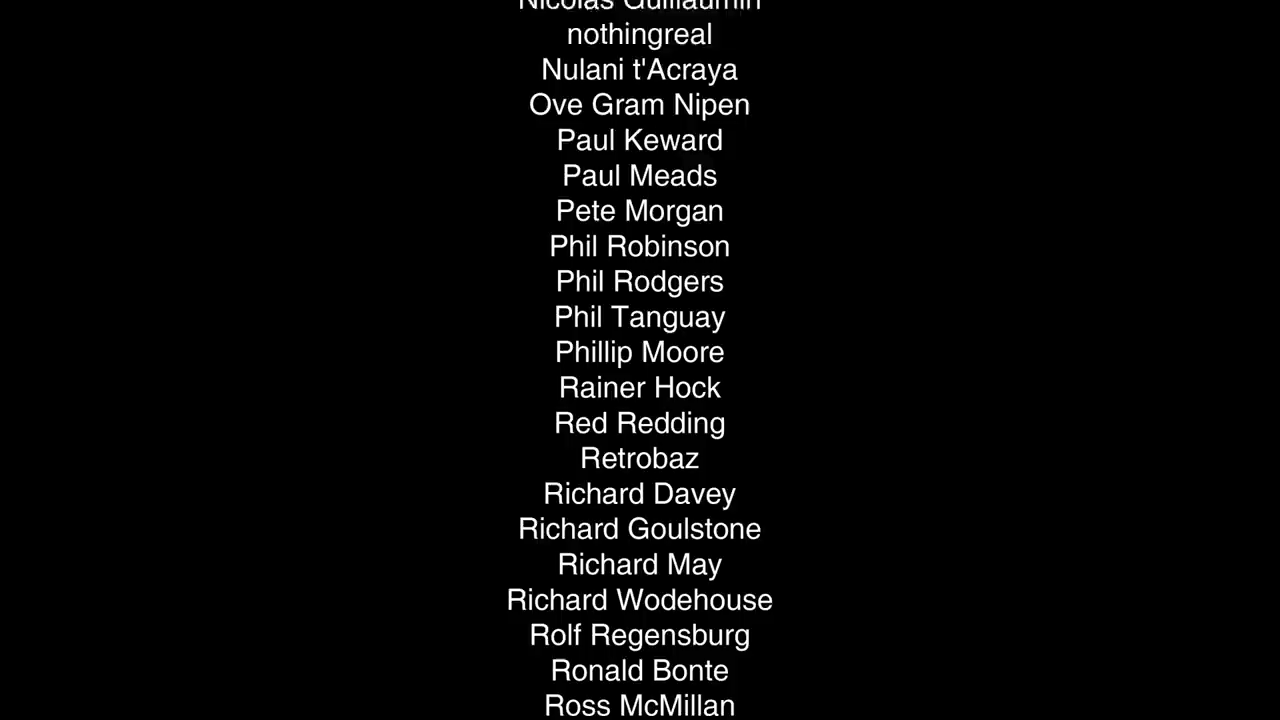 Nicolas Guillaumin
nothingreal
Nulani t'Acraya
Ove Gram Nipen
Paul Keward
Paul Meads
Pete Morgan
Phil Robinson
Phil Rodgers
Phil Tanguay
Phillip Moore
Rainer Hock
Red Redding
Retrobaz
Richard Davey
Richard Goulstone
Richard May
Richard Wodehouse
Rolf Regensburg
Ronald Bonte
Ross McMillan